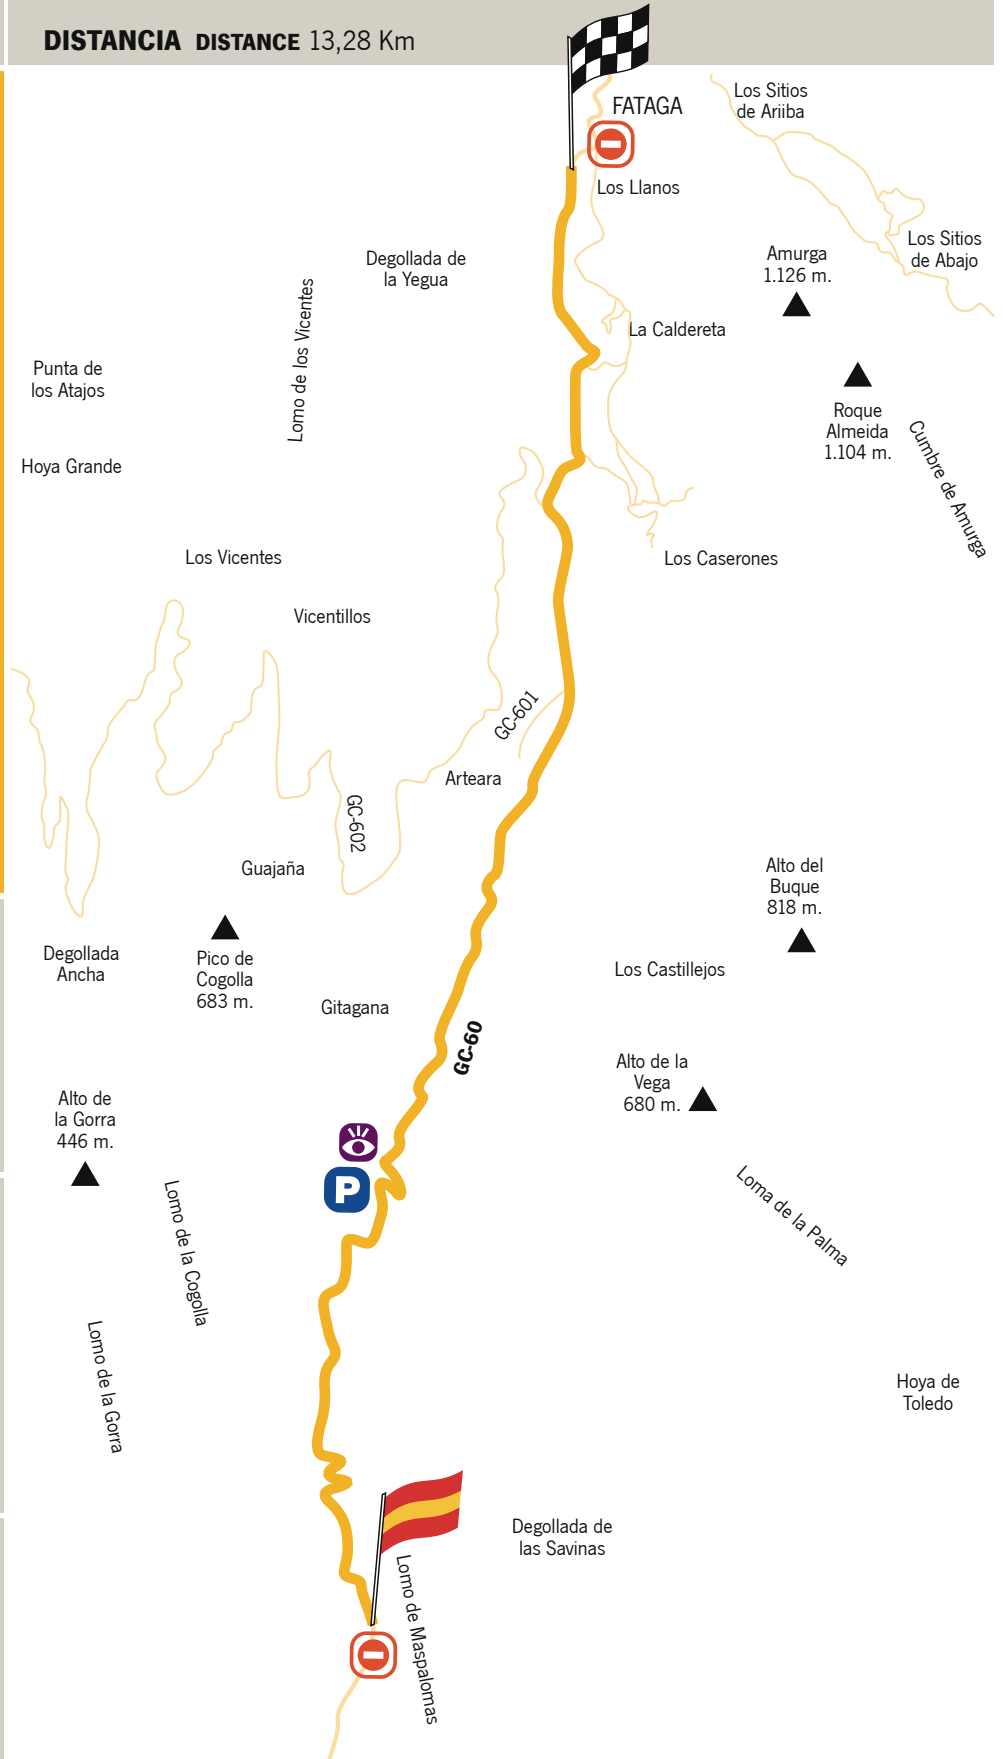 DISTANCIA DISTANCE 13,28 Km
FATAGA
Los Sitios
de Ariiba
Los Llanos
Los Sitios
de Abajo
Degollada de
la Yegua
Amurga
1.126 m.
Lomo de los Vicentes
La Caldereta
Punta de
los Atajos
Roque
Almeida
1.104 m.
Cumbre de Amurga
Hoya Grande
Los Vicentes
Los Caserones
Vicentillos
GC-601
Arteara
GC-602
Guajaña
Alto del
Buque
818 m.
Degollada
Ancha
Pico de
Cogolla
683 m.
Los Castillejos
Gitagana
GC-60
Alto de la
Vega
680 m.
Alto de
la Gorra
446 m.
P
Loma de la Palma
Lomo de la Cogolla
Lomo de la Gorra
Hoya de
Toledo
Degollada de
las Savinas
Lomo de Maspalomas